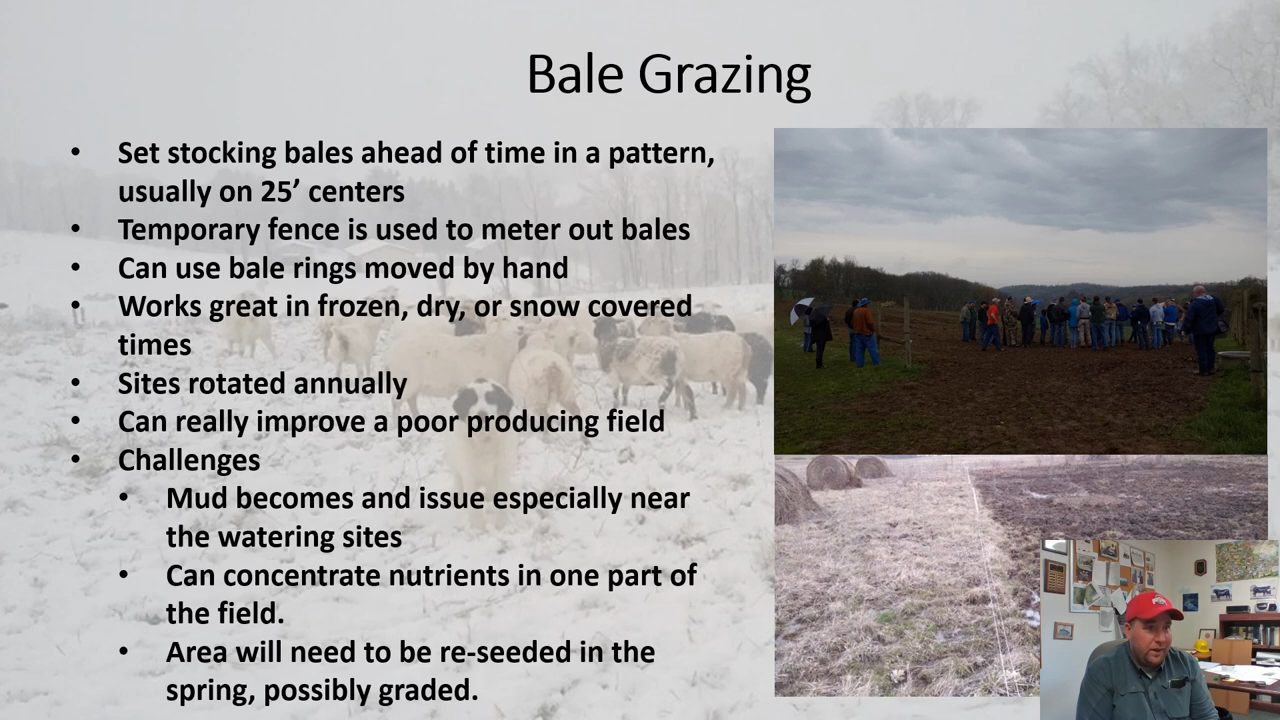 Bale Grazing
• Set stocking bales ahead of time in a pattern,
usually on 25’ centers
• Temporary fence is used to meter out bales
• Can use bale rings moved by hand
• Works great in frozen, dry, or snow covered
times
• Sites rotated annually
• Can really improve a poor producing field
• Challenges
• Mud becomes and issue especially near
the watering sites
• Can concentrate nutrients in one part of
the field.
• Area will need to be re-seeded in the
spring, possibly graded.